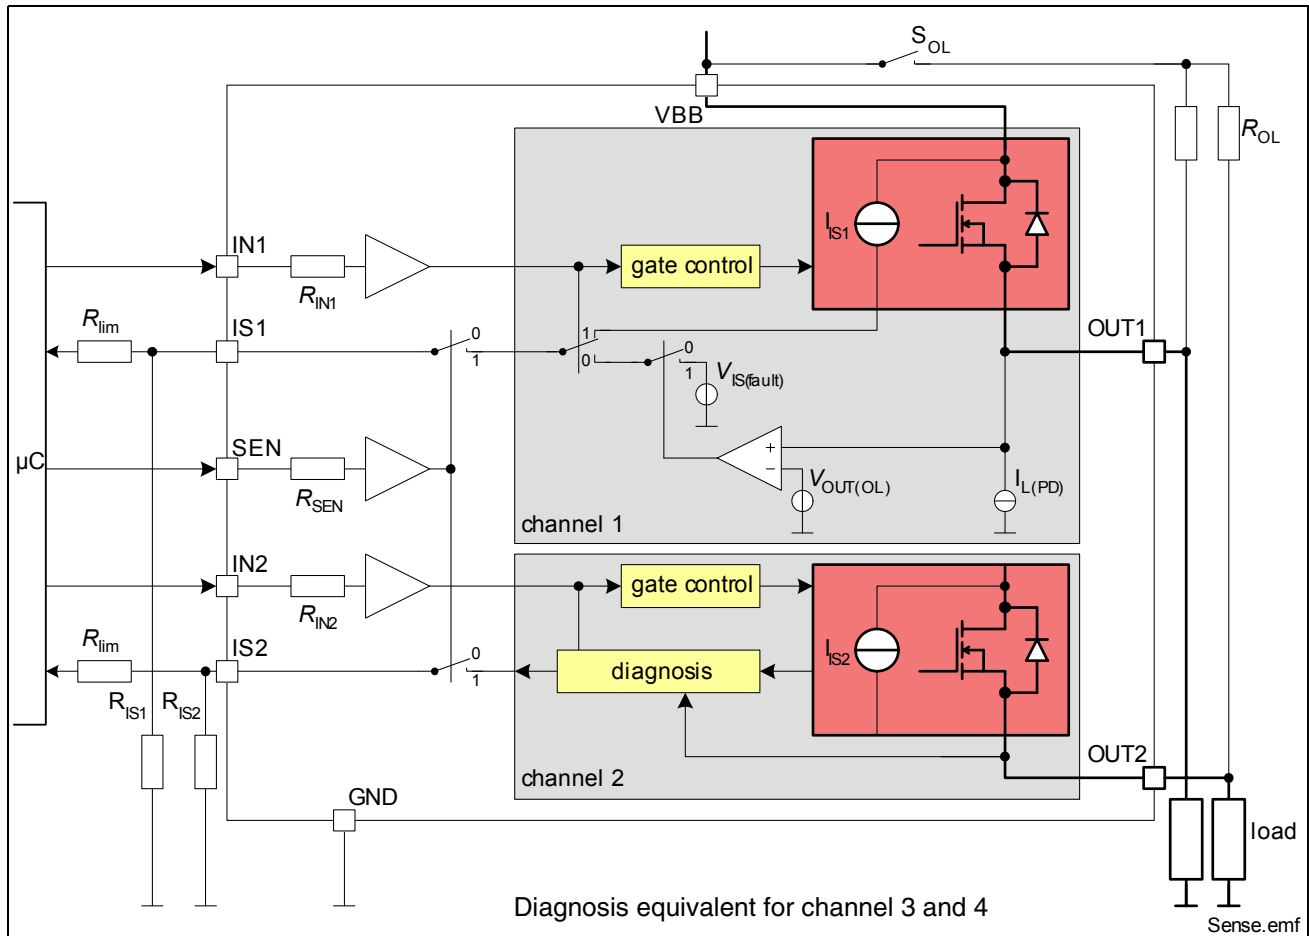 S_OL
VBB
R_OL
IN1
R_IN1
gate control
I_IS1
R_lim
IS1
0
1
1
0
0
1
V_IS(fault)
OUT1
µC
SEN
R_SEN
+
−
V_OUT(OL)
I_L(PD)
channel 1
IN2
R_IN2
gate control
I_IS2
R_lim
IS2
0
1
diagnosis
R_IS1
R_IS2
OUT2
channel 2
GND
load
Diagnosis equivalent for channel 3 and 4
Sense.emf